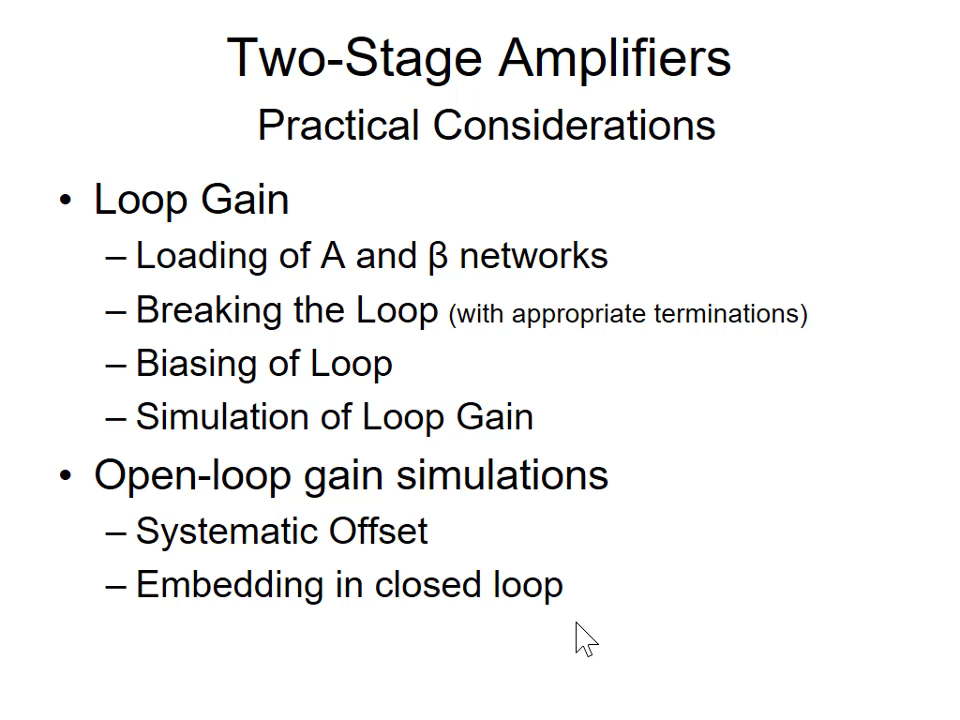 Two-Stage Amplifiers
Practical Considerations
• Loop Gain
– Loading of A and β networks
– Breaking the Loop (with appropriate terminations)
– Biasing of Loop
– Simulation of Loop Gain
• Open-loop gain simulations
– Systematic Offset
– Embedding in closed loop